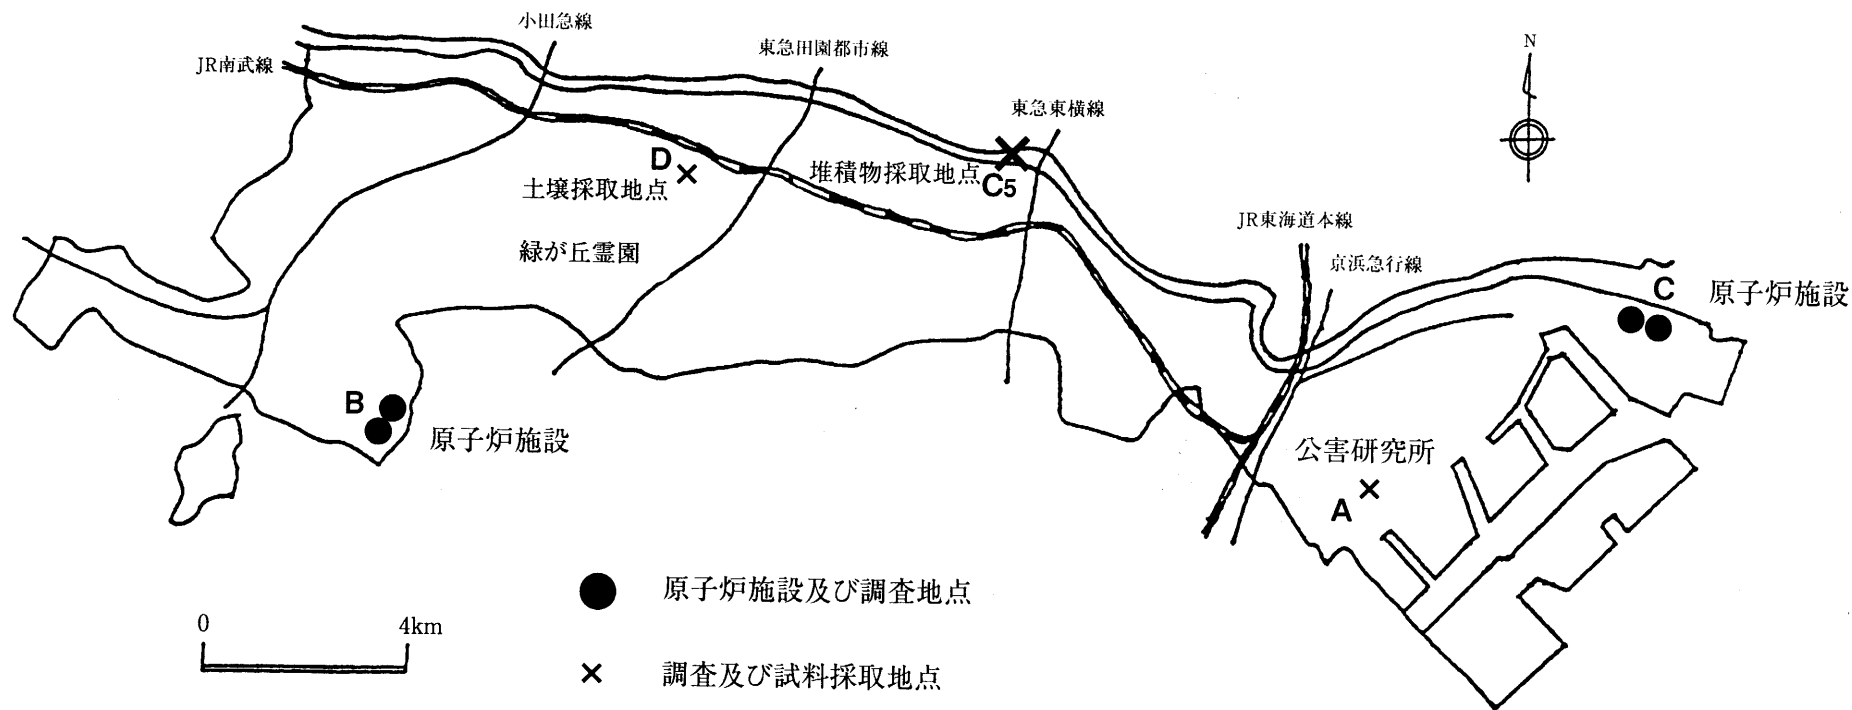 小田急線
東急田園都市線
N
JR南武線
東急東横線
D
堆積物採取地点
土壌採取地点
C5
JR東海道本線
緑が丘霊園
京浜急行線
C
原子炉施設
B
原子炉施設
公害研究所
A
原子炉施設及び調査地点
0 4km
調査及び試料採取地点